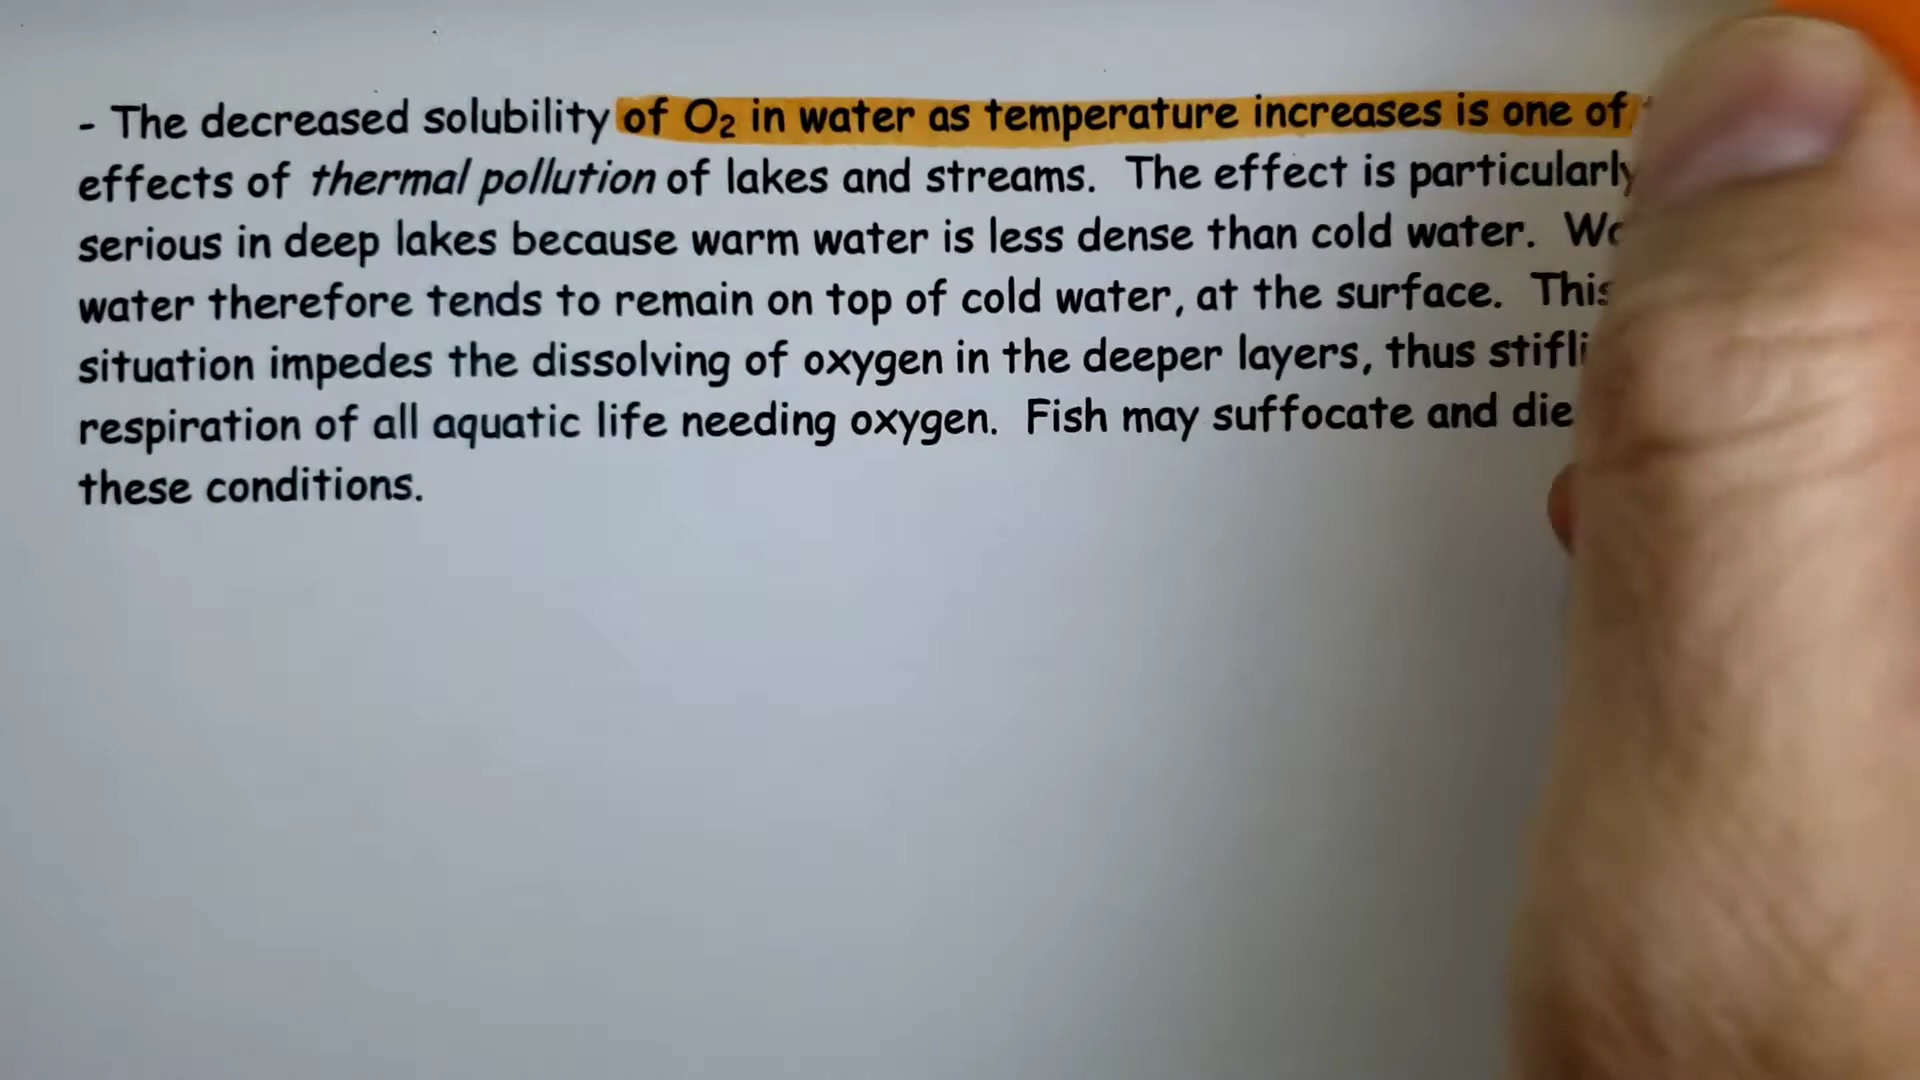 - The decreased solubility of O₂ in water as temperature increases is one of
effects of thermal pollution of lakes and streams. The effect is particularly
serious in deep lakes because warm water is less dense than cold water.
water therefore tends to remain on top of cold water, at the surface. This
situation impedes the dissolving of oxygen in the deeper layers, thus
respiration of all aquatic life needing oxygen. Fish may suffocate and die
these conditions.